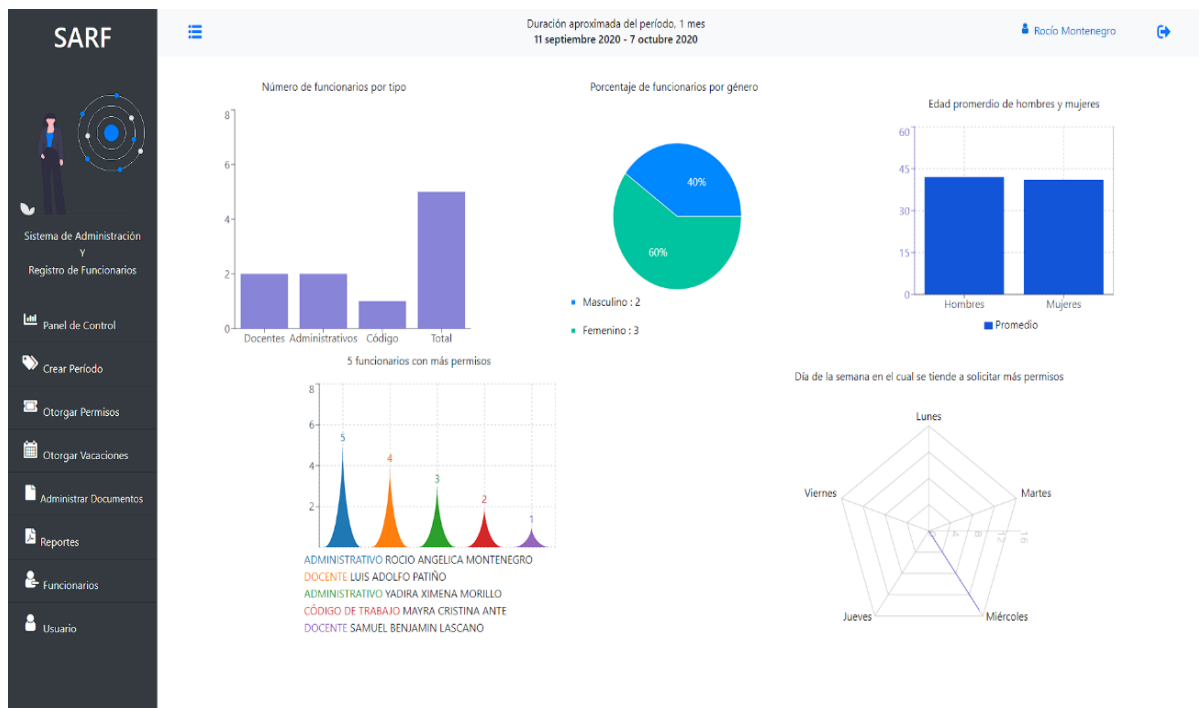 SARF
Sistema de Administración
Y
Registro de Funcionarios
Panel de Control
Crear Período
Otorgar Permisos
Otorgar Vacaciones
Administrar Documentos
Reportes
Funcionarios
Usuario
Duración aproximada del período, 1 mes
11 septiembre 2020 - 7 octubre 2020
Rocío Montenegro
Número de funcionarios por tipo
8
6
4
2
0
Docentes Administrativos Código Total
Porcentaje de funcionarios por género
40%
60%
Masculino : 2
Femenino : 3
Edad promerdio de hombres y mujeres
60
45
30
15
0
Hombres Mujeres
Promedio
5 funcionarios con más permisos
8
6
4
2
5
4
3
2
1
ADMINISTRATIVO ROCIO ANGELICA MONTENEGRO
DOCENTE LUIS ADOLFO PATIÑO
ADMINISTRATIVO YADIRA XIMENA MORILLO
CÓDIGO DE TRABAJO MAYRA CRISTINA ANTE
DOCENTE SAMUEL BENJAMIN LASCANO
Día de la semana en el cual se tiende a solicitar más permisos
Lunes
Viernes Martes
0 4 8 12 16
Jueves Miércoles